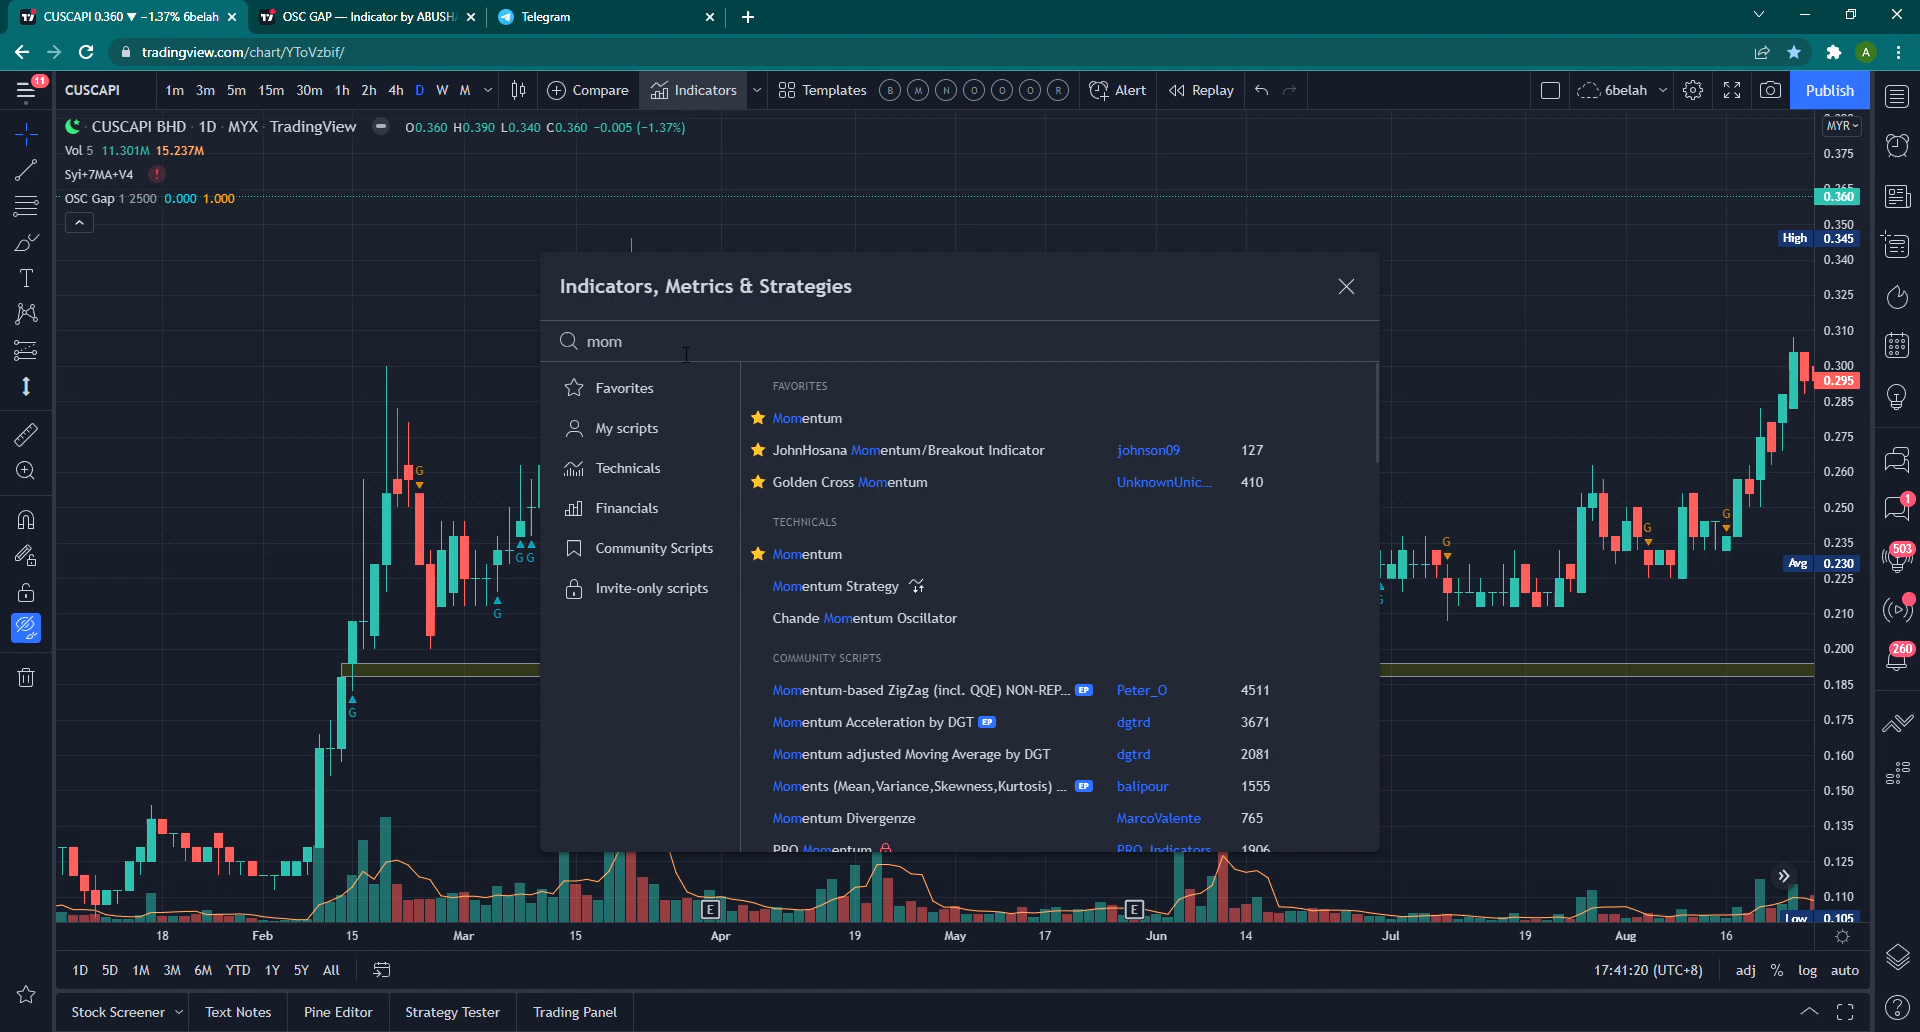 CUSCAPI 0.360 ▼ −1.37% 6belah
OSC GAP — Indicator by ABUSH
Telegram
tradingview.com/chart/YToVzbif/
A
11
CUSCAPI
1m 3m 5m 15m 30m 1h 2h 4h D W M
Compare
Indicators
Templates
B M N O O O R
Alert
Replay
6belah
Publish
CUSCAPI BHD · 1D · MYX · TradingView
O0.360 H0.390 L0.340 C0.360 −0.005 (−1.37%)
MYR
Vol 5 11.301M 15.237M
Syi+7MA+V4 !
OSC Gap 1 2500 0.000 1.000
0.375
0.360
0.350
High 0.345
0.340
0.325
0.310
0.300
0.295
0.285
0.275
0.260
0.250
0.235
Avg 0.230
0.225
0.210
0.200
0.185
0.175
0.160
0.150
0.135
0.125
0.110
Low 0.105
Indicators, Metrics & Strategies
mom
Favorites
My scripts
Technicals
Financials
Community Scripts
Invite-only scripts
FAVORITES
Momentum
JohnHosana Momentum/Breakout Indicator johnson09 127
Golden Cross Momentum UnknownUnic... 410
TECHNICALS
Momentum
Momentum Strategy
Chande Momentum Oscillator
COMMUNITY SCRIPTS
Momentum-based ZigZag (incl. QQE) NON-REP... EP Peter_O 4511
Momentum Acceleration by DGT EP dgtrd 3671
Momentum adjusted Moving Average by DGT dgtrd 2081
Moments (Mean,Variance,Skewness,Kurtosis) ... EP balipour 1555
Momentum Divergenze MarcoValente 765
PRO Momentum PRO_Indicators 1906
G
G G
G
G
G
G
G
E
E
1
503
260
18 Feb 15 Mar 15 Apr 19 May 17 Jun 14 Jul 19 Aug 16
1D 5D 1M 3M 6M YTD 1Y 5Y All
17:41:20 (UTC+8)
adj % log auto
Stock Screener
Text Notes
Pine Editor
Strategy Tester
Trading Panel